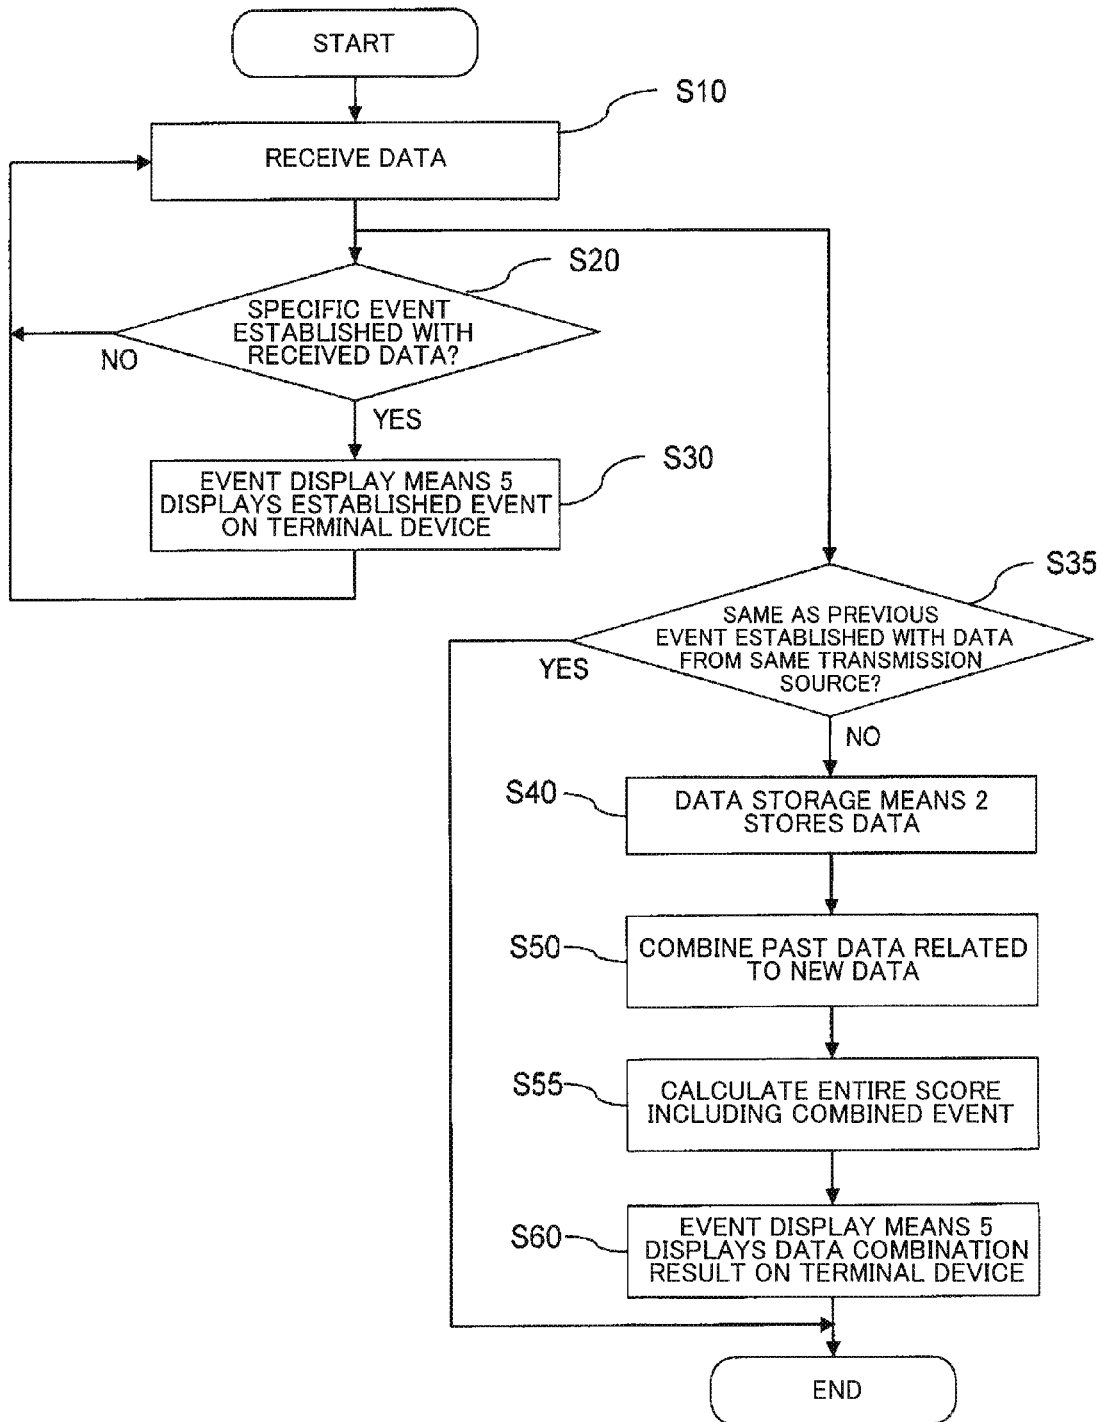 START
S10
RECEIVE DATA
S20
SPECIFIC EVENT
ESTABLISHED WITH
RECEIVED DATA?
NO
YES
S30
EVENT DISPLAY MEANS 5
DISPLAYS ESTABLISHED EVENT
ON TERMINAL DEVICE
S35
SAME AS PREVIOUS
EVENT ESTABLISHED WITH DATA
FROM SAME TRANSMISSION
SOURCE?
YES
NO
S40
DATA STORAGE MEANS 2
STORES DATA
S50
COMBINE PAST DATA RELATED
TO NEW DATA
S55
CALCULATE ENTIRE SCORE
INCLUDING COMBINED EVENT
S60
EVENT DISPLAY MEANS 5
DISPLAYS DATA COMBINATION
RESULT ON TERMINAL DEVICE
END